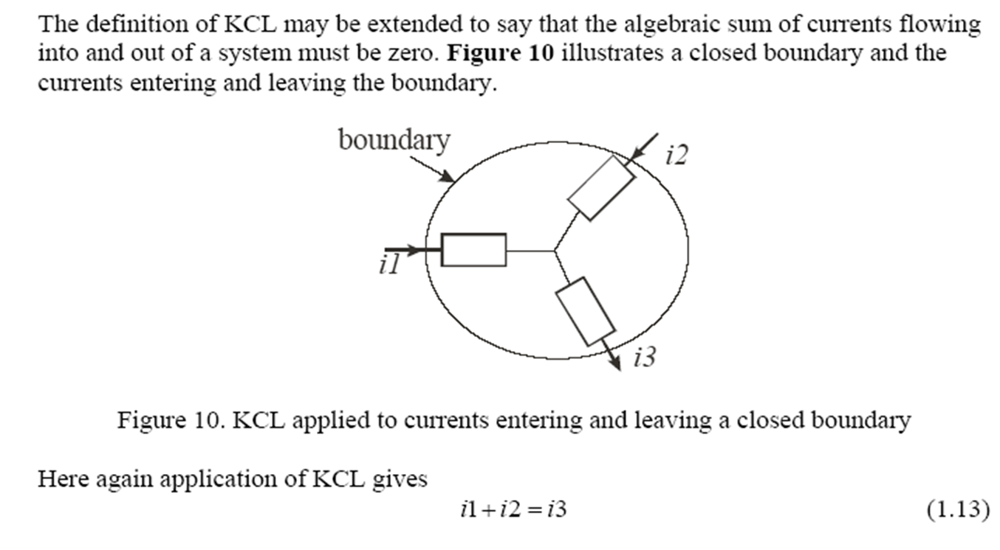 The definition of KCL may be extended to say that the algebraic sum of currents flowing
into and out of a system must be zero. Figure 10 illustrates a closed boundary and the
currents entering and leaving the boundary.
boundary
i2
i1
i3
Figure 10. KCL applied to currents entering and leaving a closed boundary
Here again application of KCL gives
i1 + i2 = i3 (1.13)